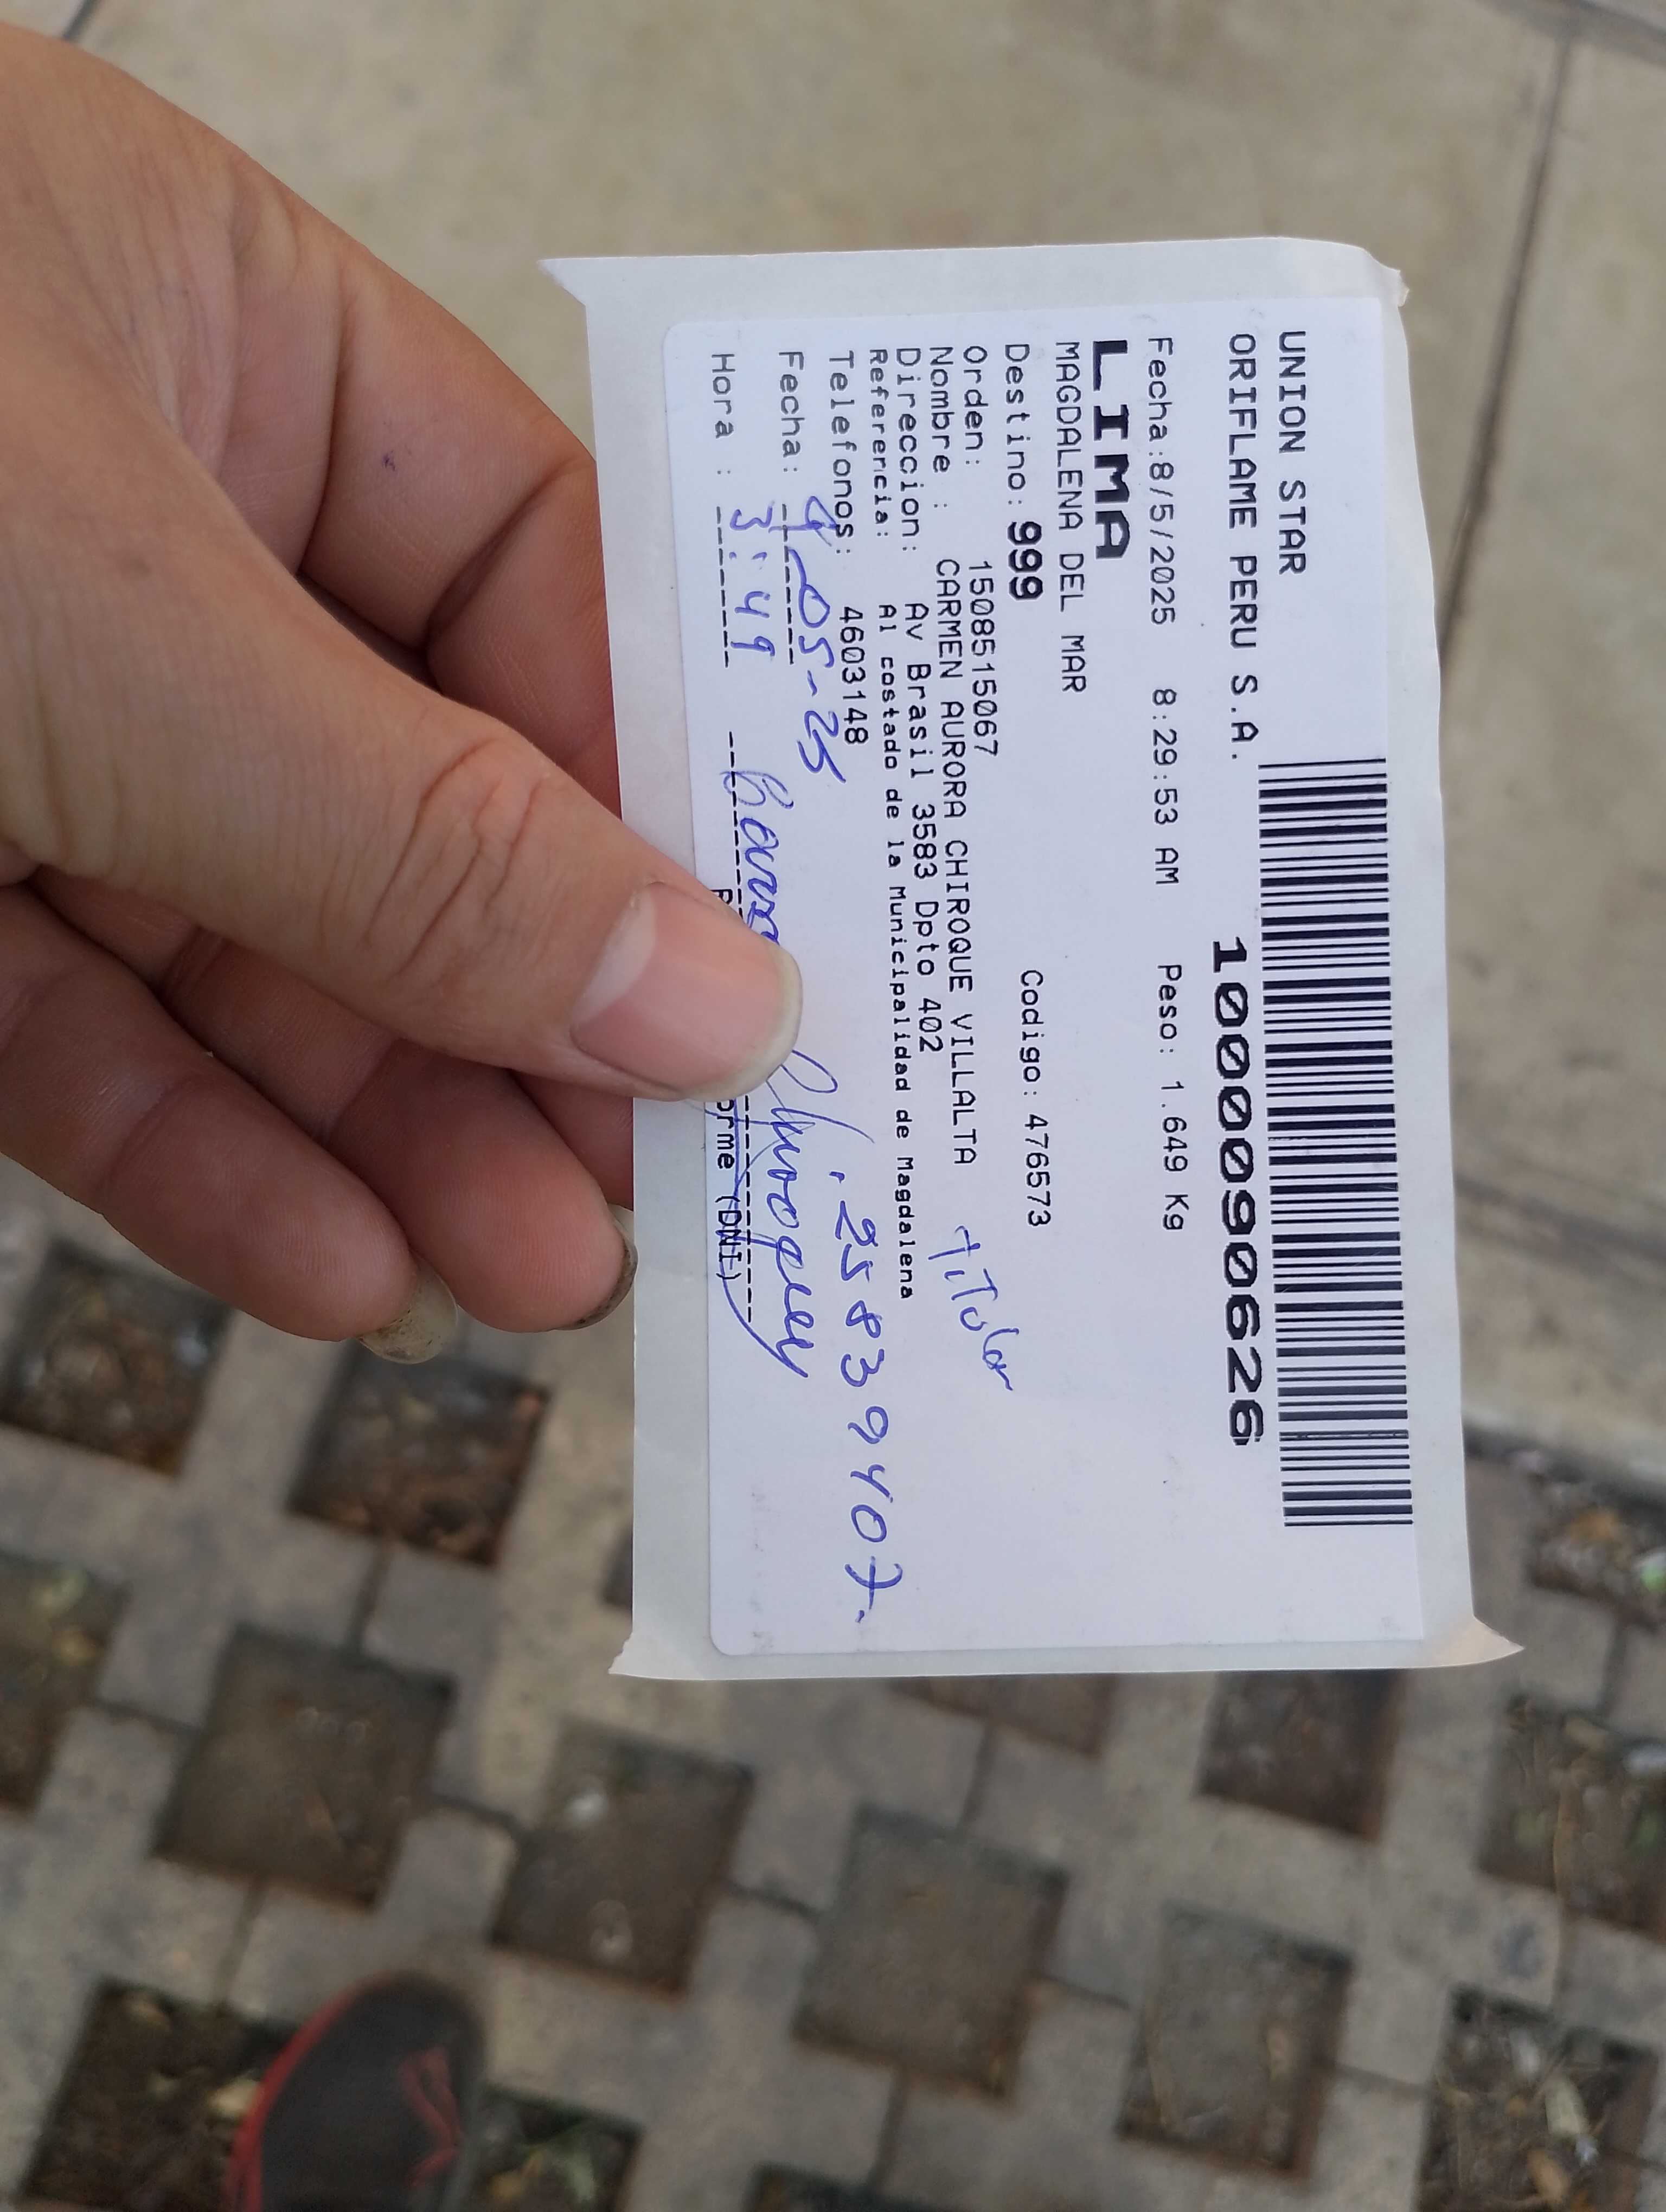 UNION STAR
ORIFLAME PERU S.A.
1000090626
Fecha:8/5/2025 8:29:53 AM Peso: 1.649 Kg
LIMA
MAGDALENA DEL MAR
Destino: 999 Codigo: 476573
Orden: 1508515067
Nombre : CARMEN AURORA CHIROQUE VILLALTA TiTular
Direccion: Av Brasil 3583 Dpto 402
Referencia: Al costado de la Municipalidad de Magdalena
Telefonos: 4603148
25839407.
Fecha: 9-05-25
Hora : 3:49
orme (DNI)